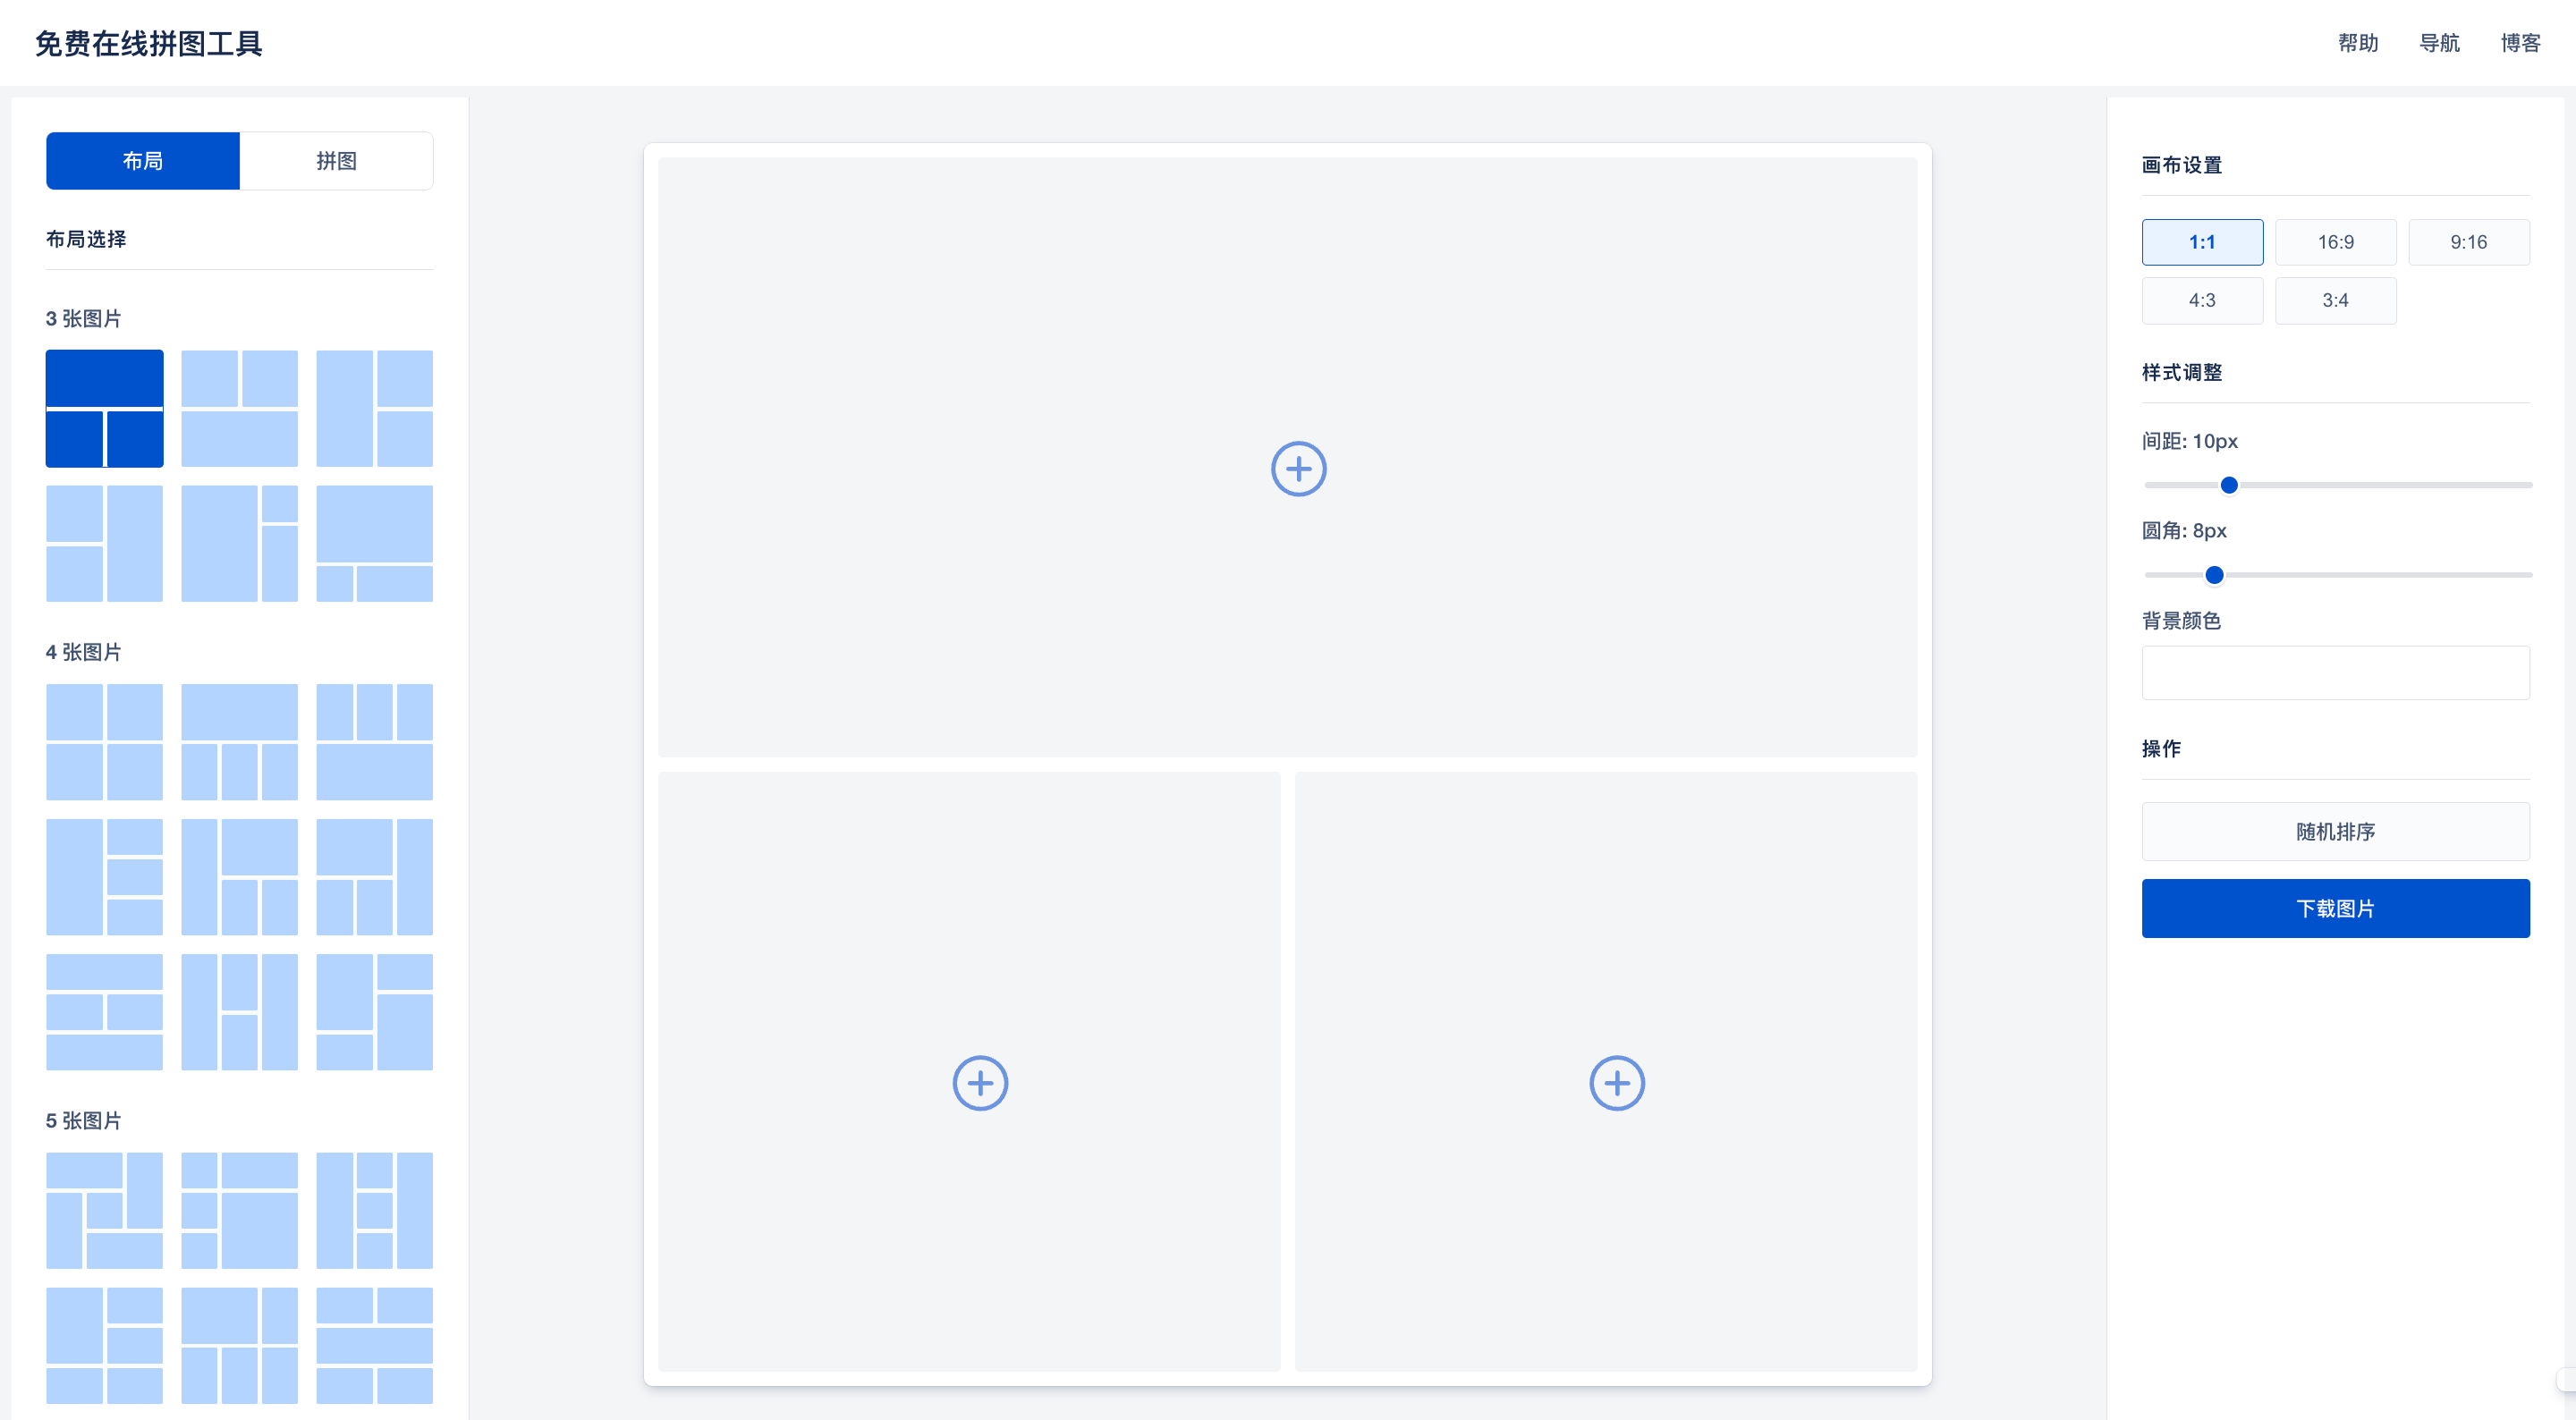 免费在线拼图工具
帮助 导航 博客
布局 拼图
布局选择
3 张图片
4 张图片
5 张图片
画布设置
1:1 16:9 9:16
4:3 3:4
样式调整
间距: 10px
圆角: 8px
背景颜色
操作
随机排序
下载图片